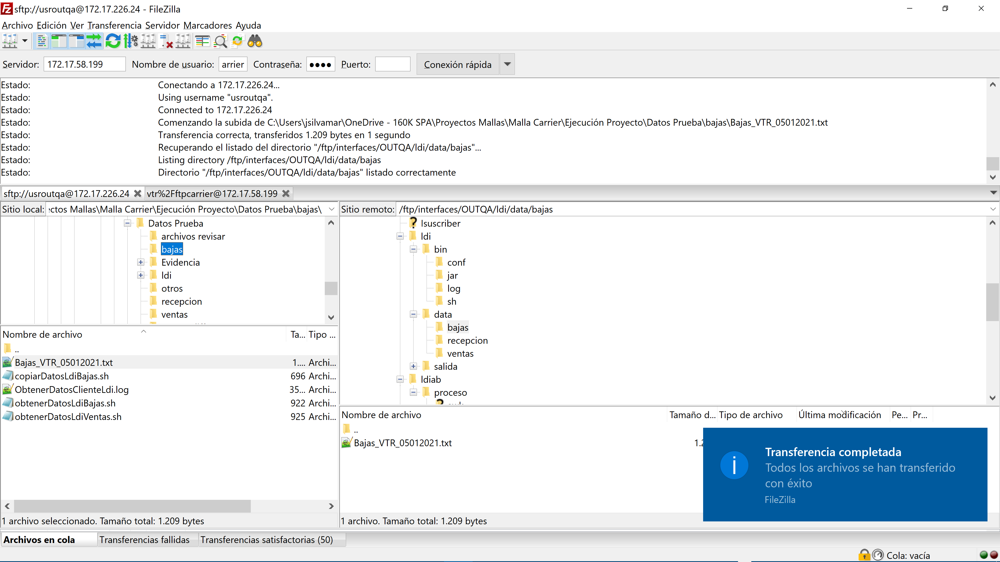 sftp://usroutqa@172.17.226.24 - FileZilla
Archivo Edición Ver Transferencia Servidor Marcadores Ayuda
Servidor: 172.17.58.199 Nombre de usuario: arrier Contraseña: ●●●● Puerto: Conexión rápida
Estado: Conectando a 172.17.226.24...
Estado: Using username "usroutqa".
Estado: Connected to 172.17.226.24
Estado: Comenzando la subida de C:\Users\jsilvamar\OneDrive - 160K SPA\Proyectos Mallas\Malla Carrier\Ejecución Proyecto\Datos Prueba\bajas\Bajas_VTR_05012021.txt
Estado: Transferencia correcta, transferidos 1.209 bytes en 1 segundo
Estado: Recuperando el listado del directorio "/ftp/interfaces/OUTQA/ldi/data/bajas"...
Estado: Listing directory /ftp/interfaces/OUTQA/ldi/data/bajas
Estado: Directorio "/ftp/interfaces/OUTQA/ldi/data/bajas" listado correctamente
sftp://usroutqa@172.17.226.24 vtr%2Fftpcarrier@172.17.58.199
Sitio local: ectos Mallas\Malla Carrier\Ejecución Proyecto\Datos Prueba\bajas\
Datos Prueba
archivos revisar
bajas
Evidencia
ldi
otros
recepcion
ventas
Nombre de archivo Ta... Tipo ...
..
Bajas_VTR_05012021.txt 1.... Archi...
copiarDatosLdiBajas.sh 696 Archi...
ObtenerDatosClienteLdi.log 35... Archi...
obtenerDatosLdiBajas.sh 922 Archi...
obtenerDatosLdiVentas.sh 925 Archi...
1 archivo seleccionado. Tamaño total: 1.209 bytes
Sitio remoto: /ftp/interfaces/OUTQA/ldi/data/bajas
lsuscriber
ldi
bin
conf
jar
log
sh
data
bajas
recepcion
ventas
salida
ldiab
proceso
Nombre de archivo Tamaño d... Tipo de archivo Última modificación Pe... Pr...
..
Bajas_VTR_05012021.txt 1.2
1 archivo. Tamaño total: 1.209 bytes
Transferencia completada
Todos los archivos se han transferido
con éxito
FileZilla
Archivos en cola Transferencias fallidas Transferencias satisfactorias (50)
Cola: vacía